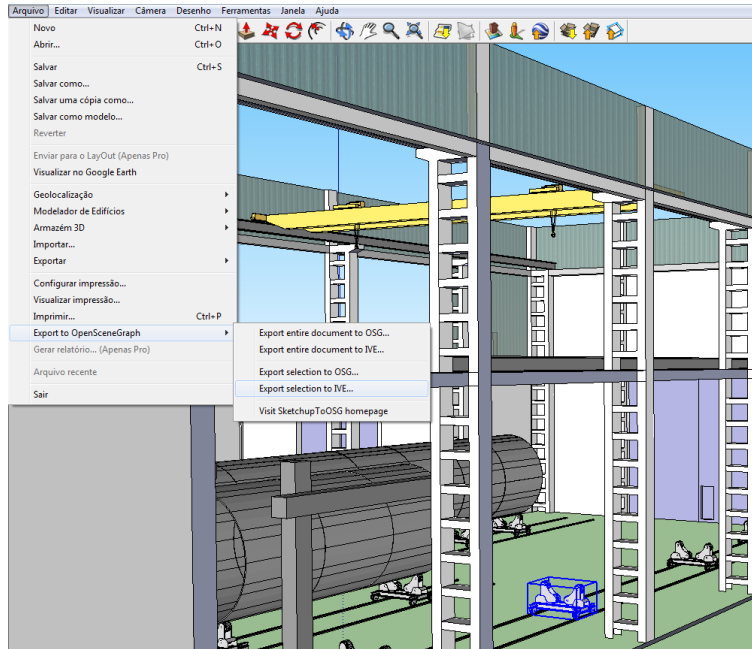 Arquivo Editar Visualizar Câmera Desenho Ferramentas Janela Ajuda
Novo Ctrl+N
Abrir... Ctrl+O
Salvar Ctrl+S
Salvar como...
Salvar uma cópia como...
Salvar como modelo...
Reverter
Enviar para o LayOut (Apenas Pro)
Visualizar no Google Earth
Geolocalização
Modelador de Edifícios
Armazém 3D
Importar...
Exportar
Configurar impressão...
Visualizar impressão...
Imprimir... Ctrl+P
Export to OpenSceneGraph
Gerar relatório... (Apenas Pro)
Arquivo recente
Sair
Export entire document to OSG...
Export entire document to IVE...
Export selection to OSG...
Export selection to IVE...
Visit SketchupToOSG homepage